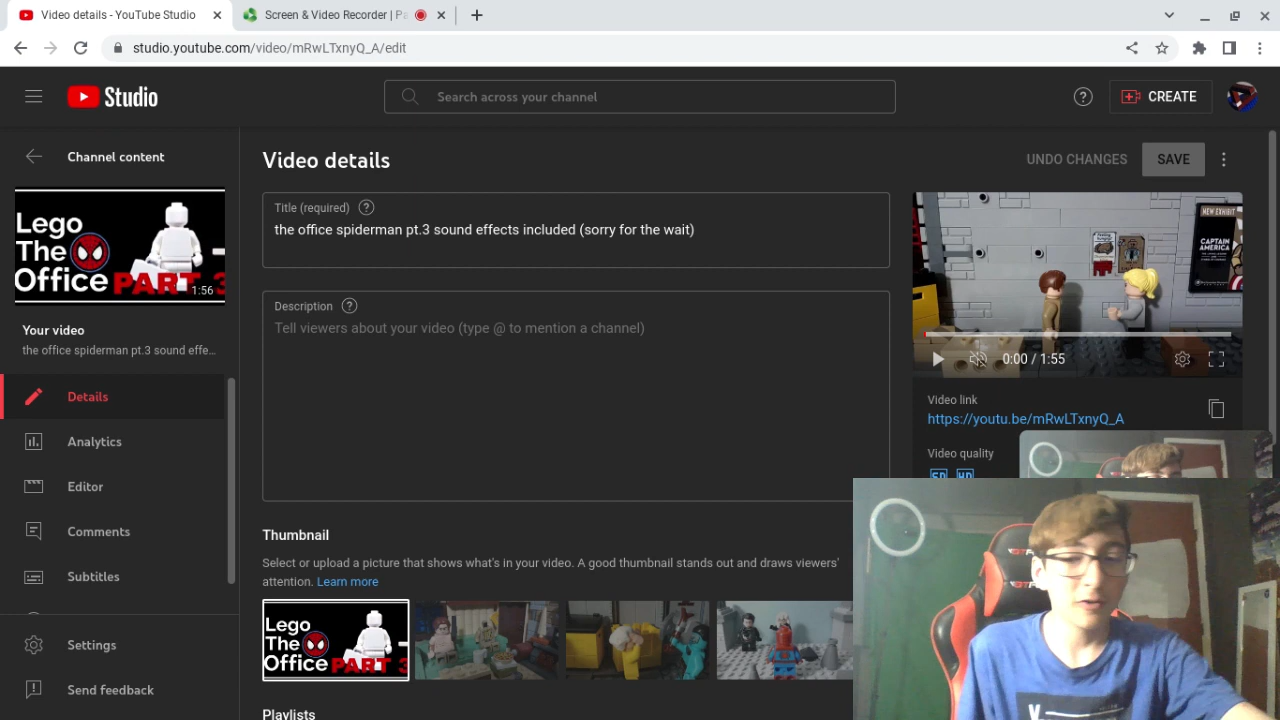 Video details - YouTube Studio
Screen & Video Recorder | Pa
studio.youtube.com/video/mRwLTxnyQ_A/edit
Studio
Search across your channel
CREATE
Channel content
Video details
UNDO CHANGES
SAVE
Lego
The
Office
PART 3
1:56
Title (required)
the office spiderman pt.3 sound effects included (sorry for the wait)
NEW EXHIBIT
CAPTAIN
AMERICA
Description
Tell viewers about your video (type @ to mention a channel)
Your video
the office spiderman pt.3 sound effe...
0:00 / 1:55
Details
Video link
https://youtu.be/mRwLTxnyQ_A
Analytics
Video quality
SD HD
Editor
Comments
Thumbnail
Select or upload a picture that shows what's in your video. A good thumbnail stands out and draws viewers'
attention. Learn more
Subtitles
Lego
The
Office
PART 3
Settings
Send feedback
Playlists